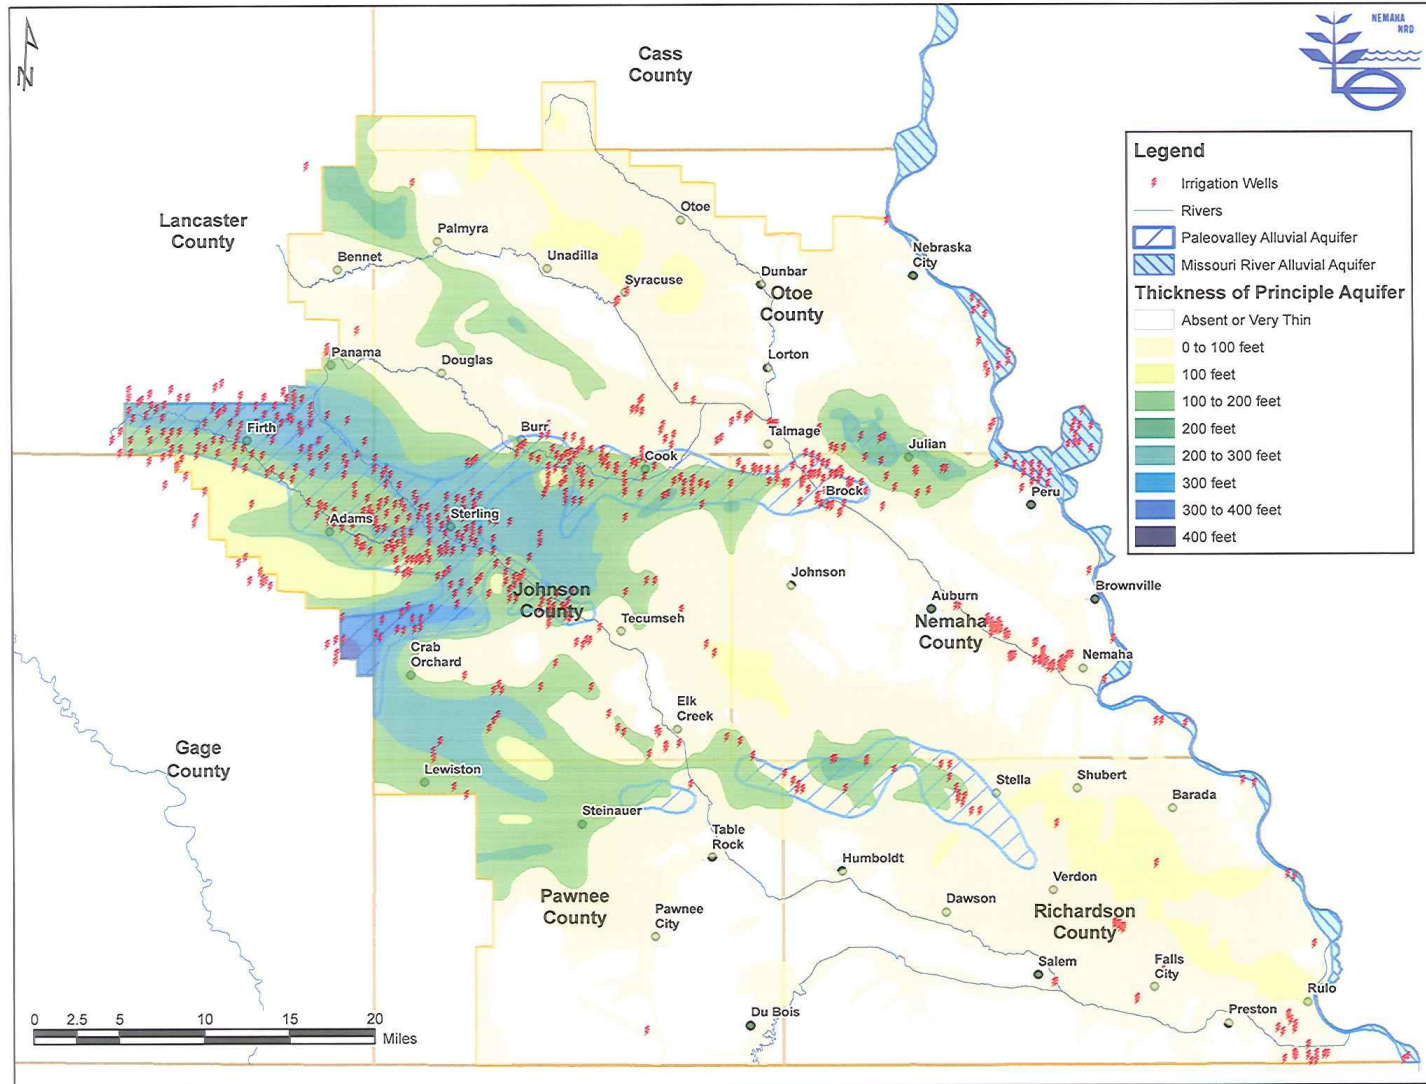 N
NEMAHA
NRD
Cass
County
Legend
Irrigation Wells
Rivers
Paleovalley Alluvial Aquifer
Missouri River Alluvial Aquifer
Thickness of Principle Aquifer
Absent or Very Thin
0 to 100 feet
100 feet
100 to 200 feet
200 feet
200 to 300 feet
300 feet
300 to 400 feet
400 feet
Lancaster
County
Otoe
Palmyra
Bennet
Unadilla
Syracuse
Dunbar
Otoe
County
Nebraska
City
Panama
Douglas
Lorton
Firth
Burr
Cook
Talmage
Julian
Adams
Sterling
Brock
Peru
Johnson
County
Johnson
Auburn
Nemaha
County
Brownville
Tecumseh
Crab
Orchard
Nemaha
Elk
Creek
Gage
County
Lewiston
Steinauer
Stella
Shubert
Barada
Table
Rock
Humboldt
Verdon
Pawnee
County
Pawnee
City
Dawson
Richardson
County
Salem
Falls
City
Rulo
Du Bois
Preston
0 2.5 5 10 15 20
Miles